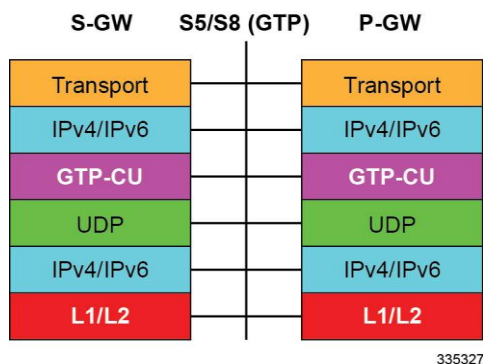 S-GW S5/S8 (GTP) P-GW
Transport Transport
IPv4/IPv6 IPv4/IPv6
GTP-CU GTP-CU
UDP UDP
IPv4/IPv6 IPv4/IPv6
L1/L2 L1/L2
335327